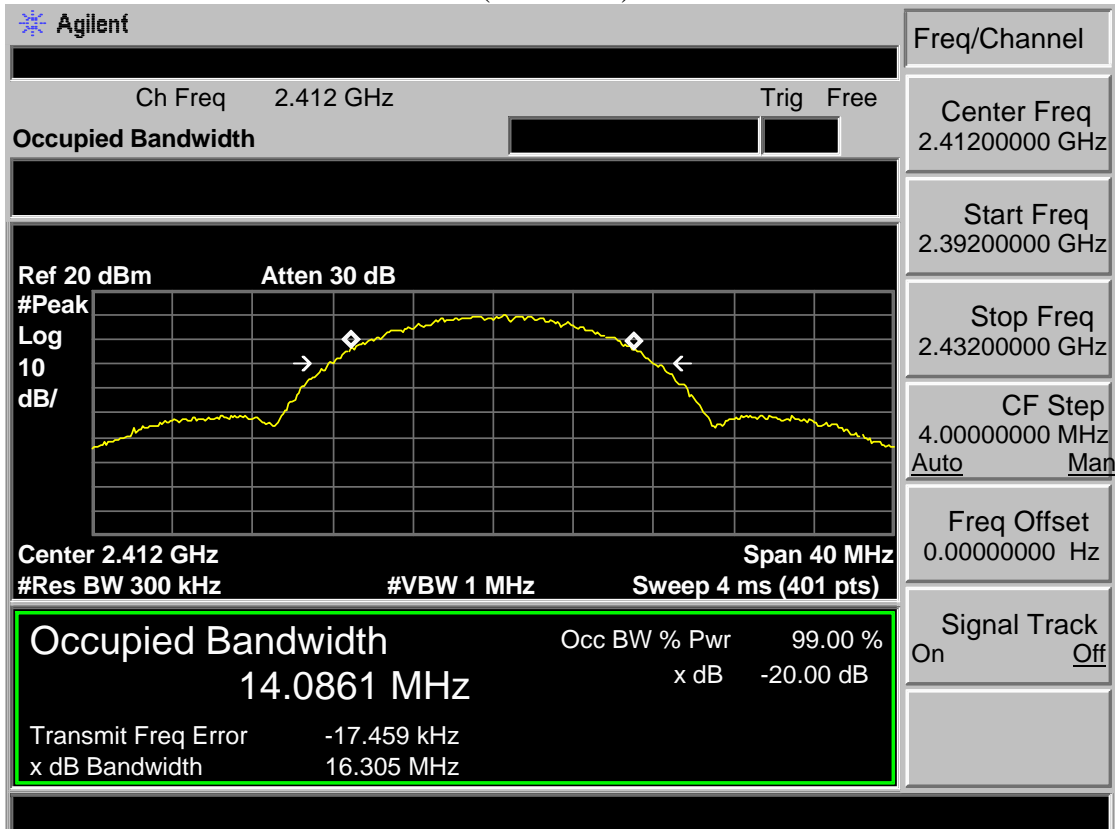 Agilent
Freq/Channel
Ch Freq 2.412 GHz Trig Free
Occupied Bandwidth
Center Freq
2.41200000 GHz
Start Freq
2.39200000 GHz
Stop Freq
2.43200000 GHz
CF Step
4.00000000 MHz
Auto Man
Freq Offset
0.00000000 Hz
Signal Track
On Off
Ref 20 dBm Atten 30 dB
#Peak
Log
10
dB/
Center 2.412 GHz Span 40 MHz
#Res BW 300 kHz #VBW 1 MHz Sweep 4 ms (401 pts)
Occupied Bandwidth Occ BW % Pwr 99.00 %
14.0861 MHz x dB -20.00 dB
Transmit Freq Error -17.459 kHz
x dB Bandwidth 16.305 MHz